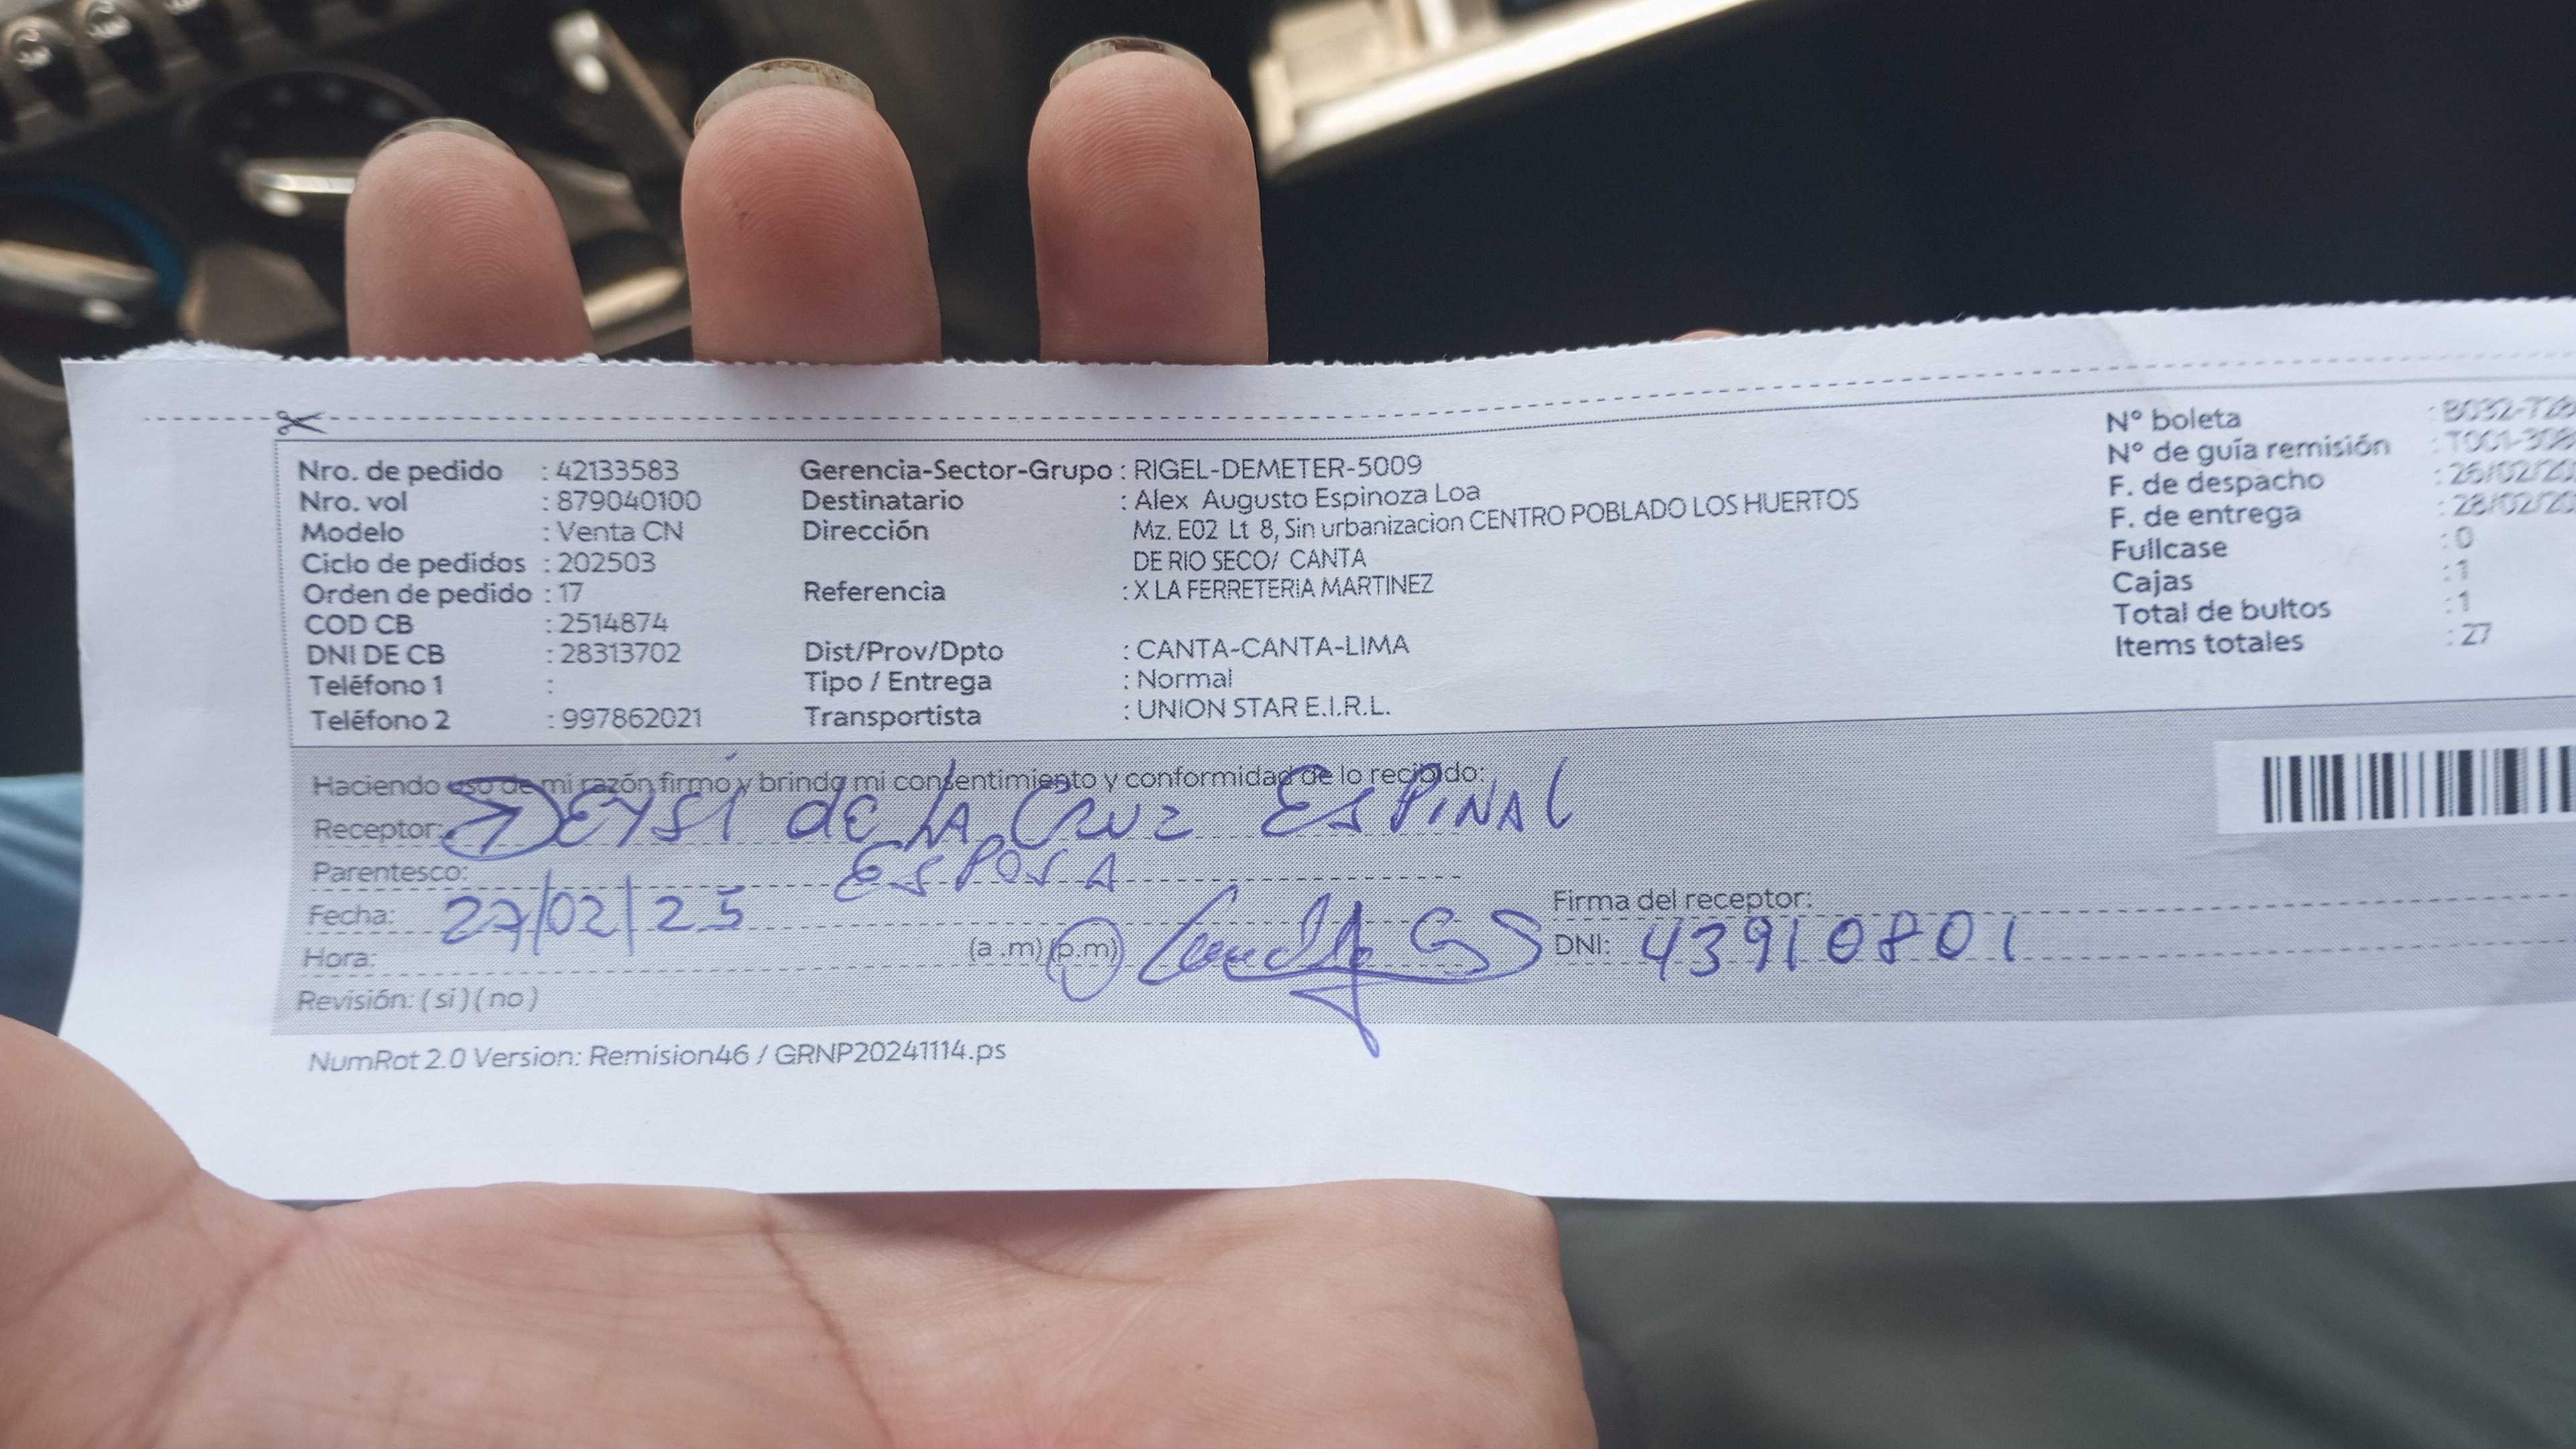 Nro. de pedido : 42133583
Nro. vol : 879040100
Modelo : Venta CN
Ciclo de pedidos : 202503
Orden de pedido : 17
COD CB : 2514874
DNI DE CB : 28313702
Teléfono 1 :
Teléfono 2 : 997862021
Gerencia-Sector-Grupo : RIGEL-DEMETER-5009
Destinatario : Alex Augusto Espinoza Loa
Dirección Mz. E02 Lt 8, Sin urbanizacion CENTRO POBLADO LOS HUERTOS
DE RIO SECO/ CANTA
Referencia : X LA FERRETERIA MARTINEZ
Dist/Prov/Dpto : CANTA-CANTA-LIMA
Tipo / Entrega : Normal
Transportista : UNION STAR E.I.R.L.
N° boleta : B032-728
N° de guía remisión : T001-308
F. de despacho : 26/02/20
F. de entrega : 28/02/20
Fullcase : 0
Cajas : 1
Total de bultos : 1
Items totales : 27
Haciendo uso de mi razón firmo y brindo mi consentimiento y conformidad de lo recibido:
Receptor: DEYSI de LA CRUZ ESPINAL
Parentesco: ESPOSA
Fecha: 27/02/25
Firma del receptor:
Hora: (a .m) (p.m)
DNI: 43910801
Revisión: ( si ) ( no )
NumRot 2.0 Version: Remision46 / GRNP20241114.ps